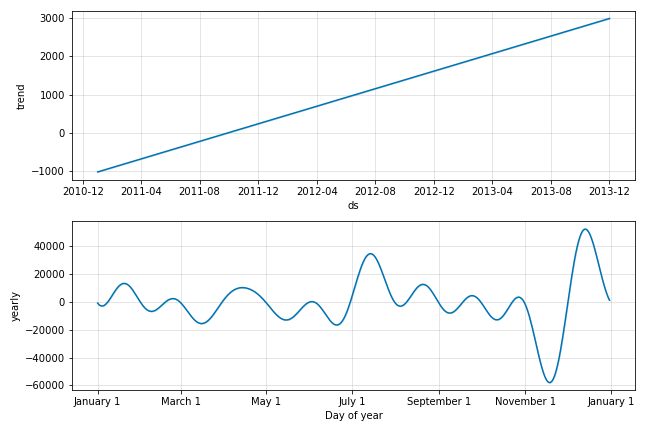 3000
2000
1000
0
−1000
trend
2010-12 2011-04 2011-08 2011-12 2012-04 2012-08 2012-12 2013-04 2013-08 2013-12
ds
40000
20000
0
−20000
−40000
−60000
yearly
January 1 March 1 May 1 July 1 September 1 November 1 January 1
Day of year